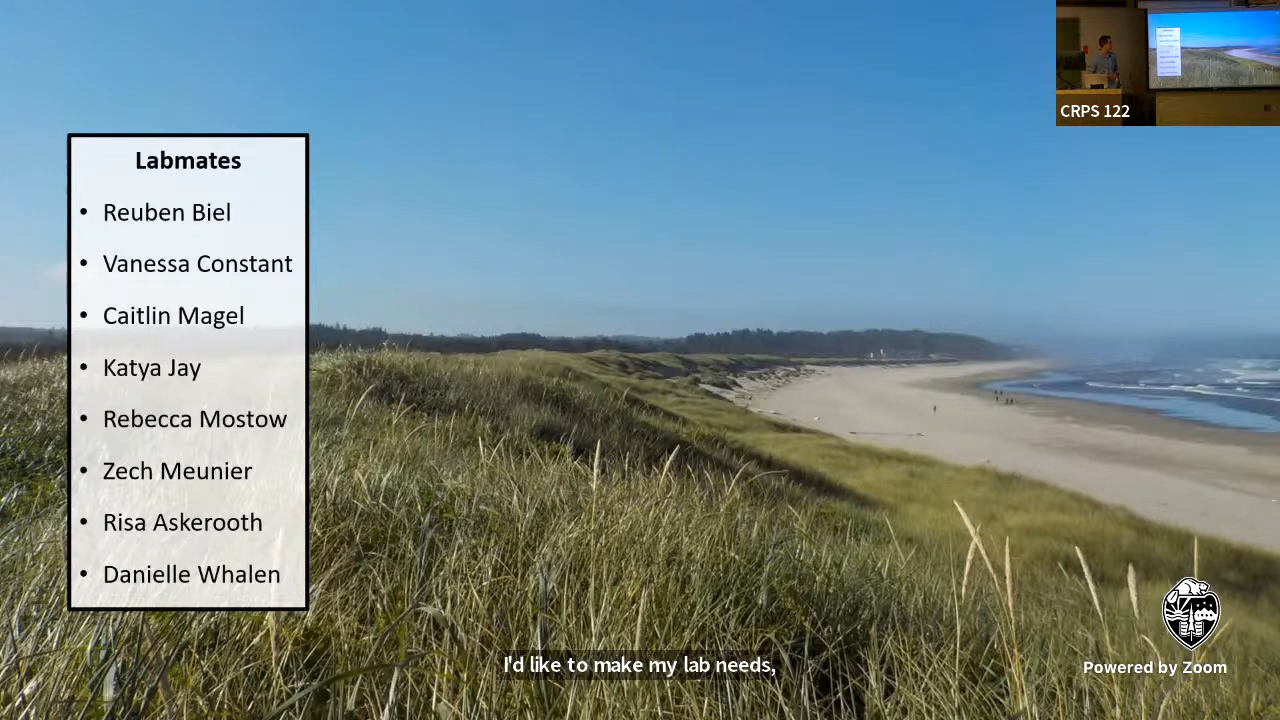 CRPS 122
Labmates
• Reuben Biel
• Vanessa Constant
• Caitlin Magel
• Katya Jay
• Rebecca Mostow
• Zech Meunier
• Risa Askerooth
• Danielle Whalen
I'd like to make my lab needs,
Powered by Zoom